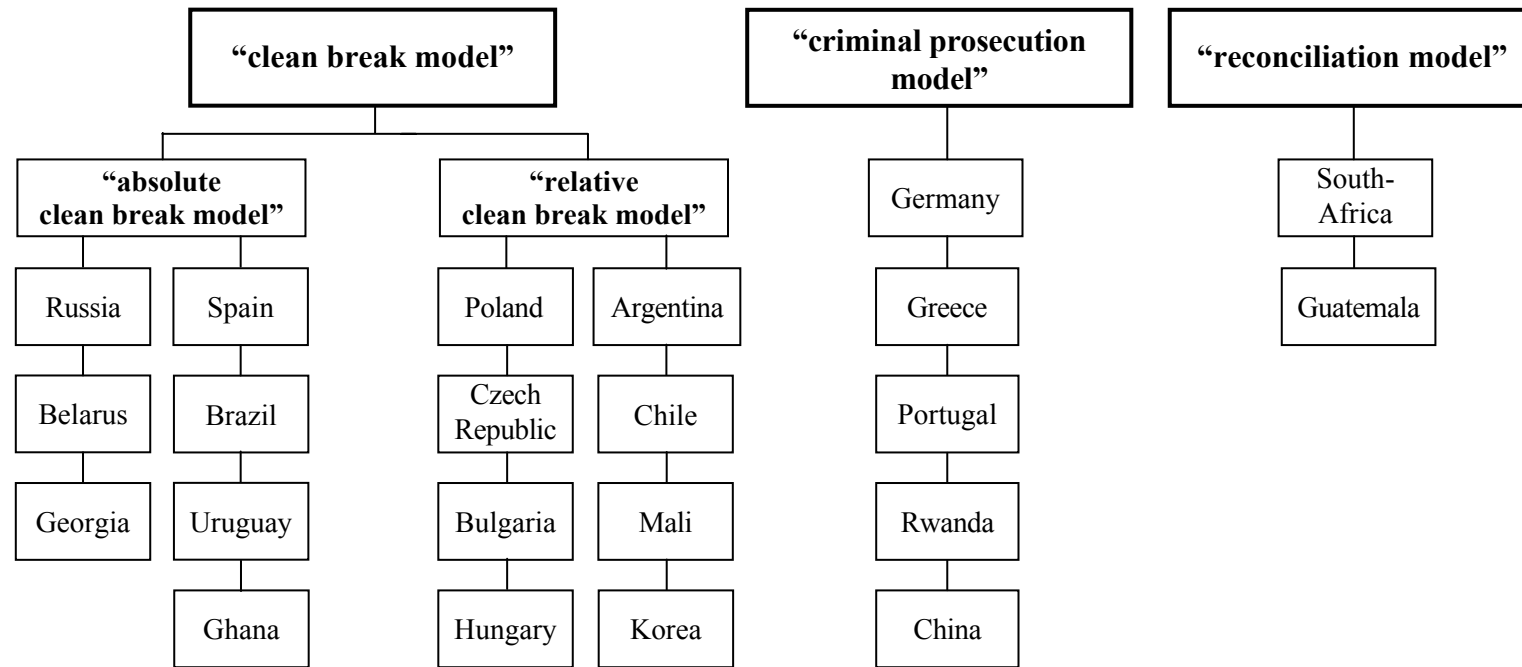 “clean break model”
“criminal prosecution
model”
“reconciliation model”
“absolute
clean break model”
“relative
clean break model”
Germany
South-
Africa
Russia
Spain
Poland
Argentina
Greece
Guatemala
Belarus
Brazil
Czech
Republic
Chile
Portugal
Georgia
Uruguay
Bulgaria
Mali
Rwanda
Ghana
Hungary
Korea
China